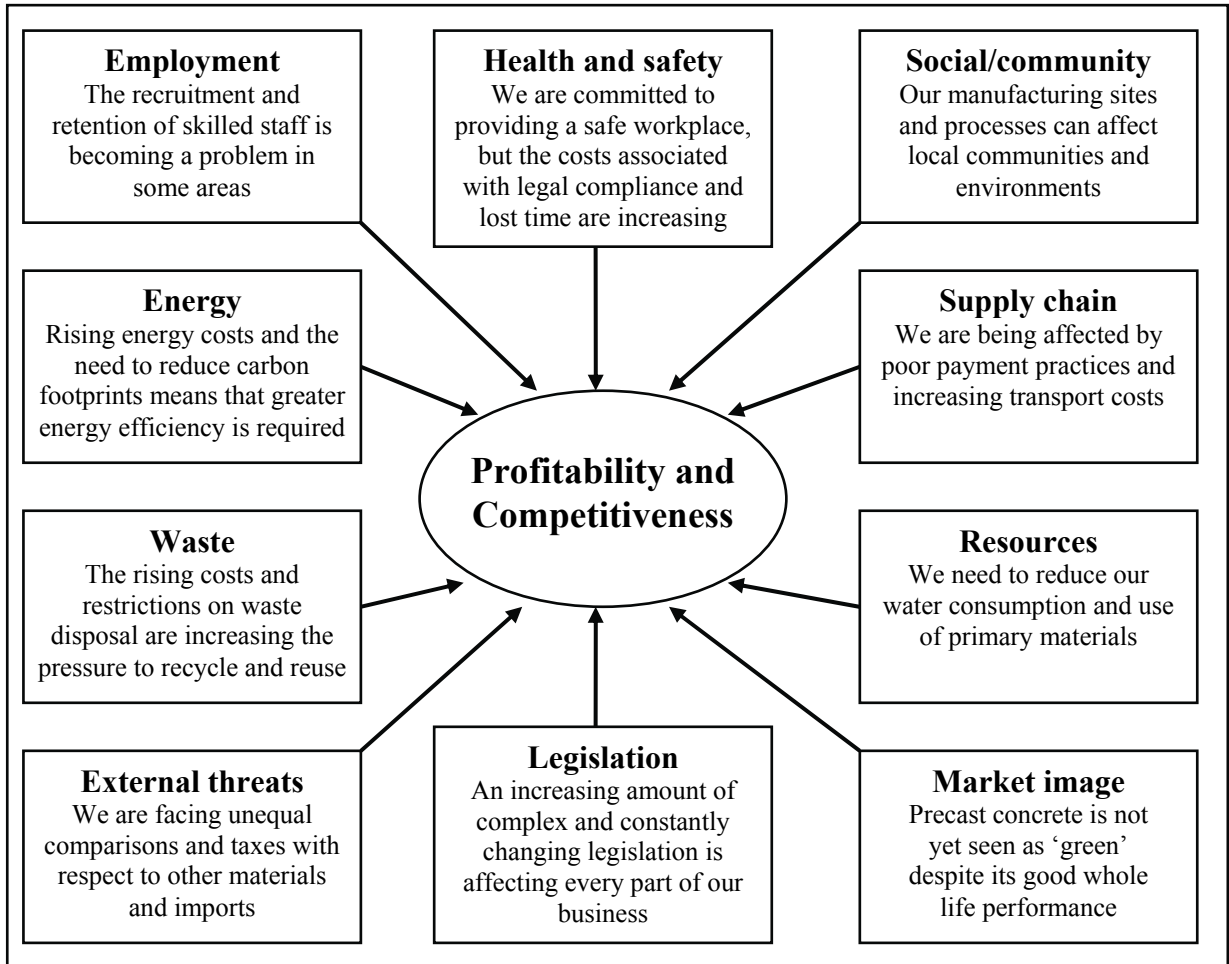 Employment
The recruitment and
retention of skilled staff is
becoming a problem in
some areas
Health and safety
We are committed to
providing a safe workplace,
but the costs associated
with legal compliance and
lost time are increasing
Social/community
Our manufacturing sites
and processes can affect
local communities and
environments
Energy
Rising energy costs and the
need to reduce carbon
footprints means that greater
energy efficiency is required
Supply chain
We are being affected by
poor payment practices and
increasing transport costs
Profitability and
Competitiveness
Waste
The rising costs and
restrictions on waste
disposal are increasing the
pressure to recycle and reuse
Resources
We need to reduce our
water consumption and use
of primary materials
External threats
We are facing unequal
comparisons and taxes with
respect to other materials
and imports
Legislation
An increasing amount of
complex and constantly
changing legislation is
affecting every part of our
business
Market image
Precast concrete is not
yet seen as ‘green’
despite its good whole
life performance